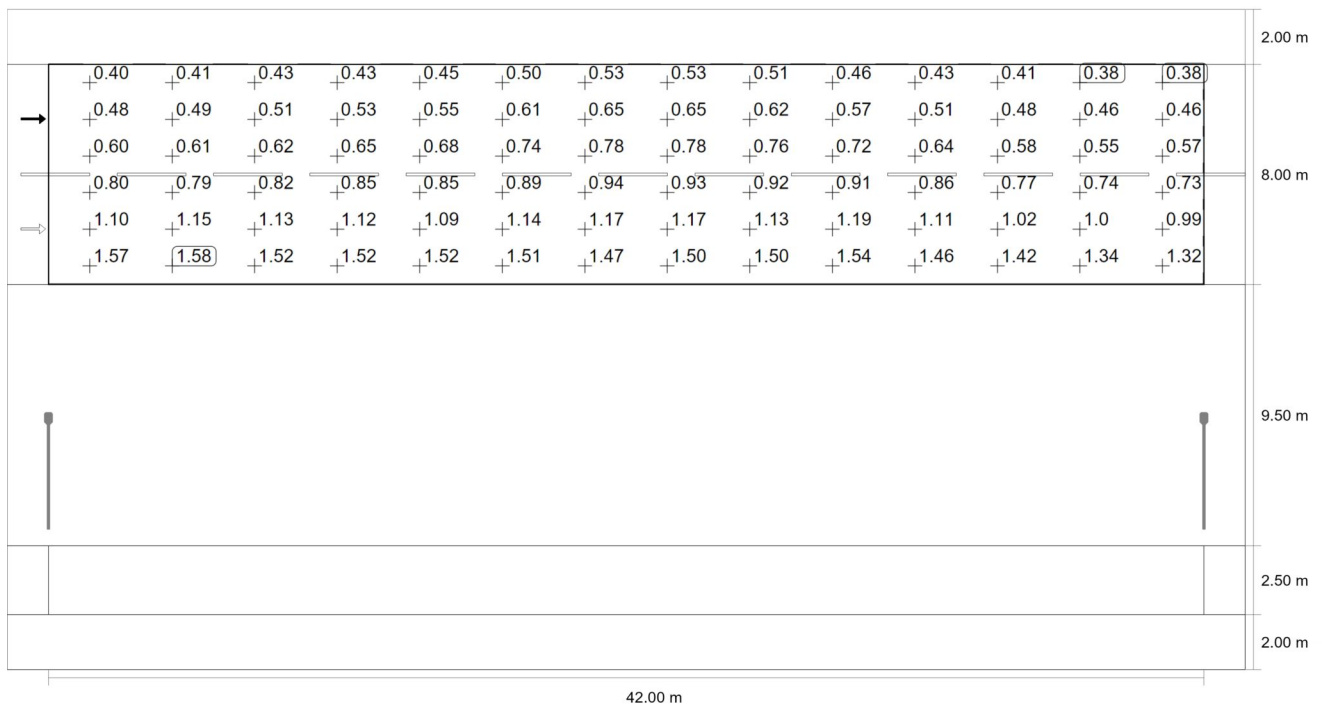 2.00 m
0.40 0.41 0.43 0.43 0.45 0.50 0.53 0.53 0.51 0.46 0.43 0.41 0.38 0.38
0.48 0.49 0.51 0.53 0.55 0.61 0.65 0.65 0.62 0.57 0.51 0.48 0.46 0.46
0.60 0.61 0.62 0.65 0.68 0.74 0.78 0.78 0.76 0.72 0.64 0.58 0.55 0.57
8.00 m
0.80 0.79 0.82 0.85 0.85 0.89 0.94 0.93 0.92 0.91 0.86 0.77 0.74 0.73
1.10 1.15 1.13 1.12 1.09 1.14 1.17 1.17 1.13 1.19 1.11 1.02 1.0 0.99
1.57 1.58 1.52 1.52 1.52 1.51 1.47 1.50 1.50 1.54 1.46 1.42 1.34 1.32
9.50 m
2.50 m
2.00 m
42.00 m